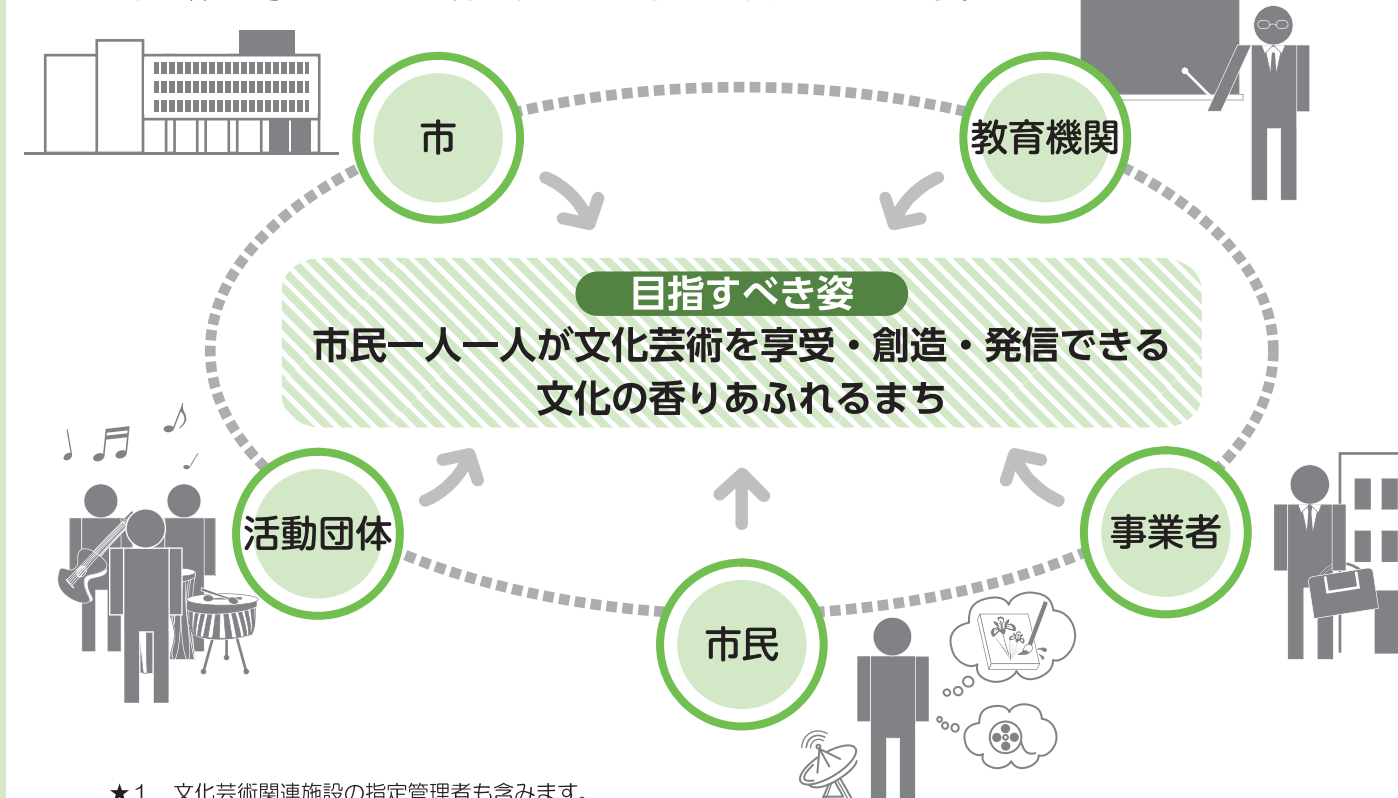 市
教育機関
目指すべき姿
市民一人一人が文化芸術を享受・創造・発信できる
文化の香りあふれるまち
活動団体
事業者
市民
★1　文化芸術関連施設の指定管理者も含みます。